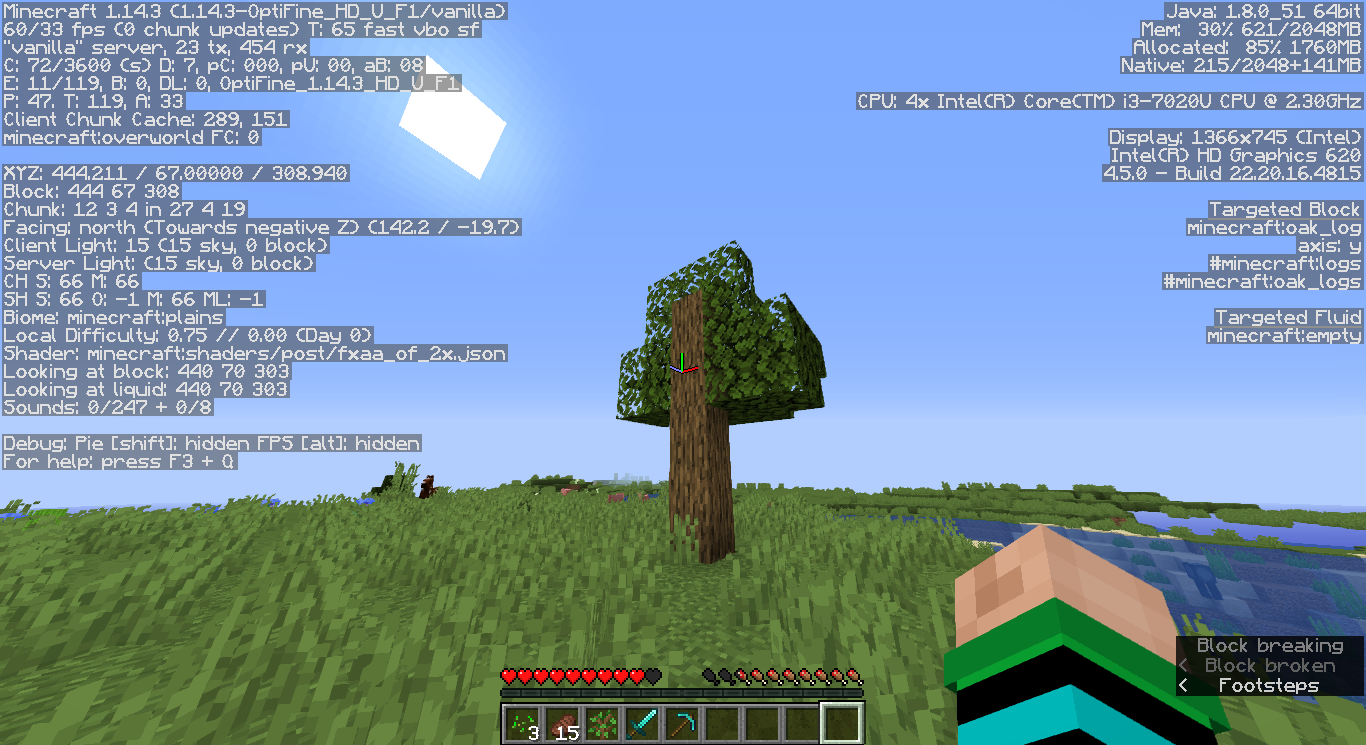 Minecraft 1.14.3 (1.14.3-OptiFine_HD_U_F1/vanilla)
60/33 fps (0 chunk updates) T: 65 fast vbo sf
"vanilla" server, 23 tx, 454 rx
C: 72/3600 (s) D: 7, pC: 000, pU: 00, aB: 08
E: 11/119, B: 0, DL: 0, OptiFine_1.14.3_HD_U_F1
P: 47. T: 119, A: 33
Client Chunk Cache: 289, 151
minecraft:overworld FC: 0
XYZ: 444.211 / 67.00000 / 308.940
Block: 444 67 308
Chunk: 12 3 4 in 27 4 19
Facing: north (Towards negative Z) (142.2 / -19.7)
Client Light: 15 (15 sky, 0 block)
Server Light: (15 sky, 0 block)
CH S: 66 M: 66
SH S: 66 O: -1 M: 66 ML: -1
Biome: minecraft:plains
Local Difficulty: 0.75 // 0.00 (Day 0)
Shader: minecraft:shaders/post/fxaa_of_2x.json
Looking at block: 440 70 303
Looking at liquid: 440 70 303
Sounds: 0/247 + 0/8
Debug: Pie [shift]: hidden FPS [alt]: hidden
For help: press F3 + Q
Java: 1.8.0_51 64bit
Mem: 30% 621/2048MB
Allocated: 85% 1760MB
Native: 215/2048+141MB
CPU: 4x Intel(R) Core(TM) i3-7020U CPU @ 2.30GHz
Display: 1366x745 (Intel)
Intel(R) HD Graphics 620
4.5.0 - Build 22.20.16.4815
Targeted Block
minecraft:oak_log
axis: y
#minecraft:logs
#minecraft:oak_logs
Targeted Fluid
minecraft:empty
Block breaking
< Block broken
< Footsteps
3 15